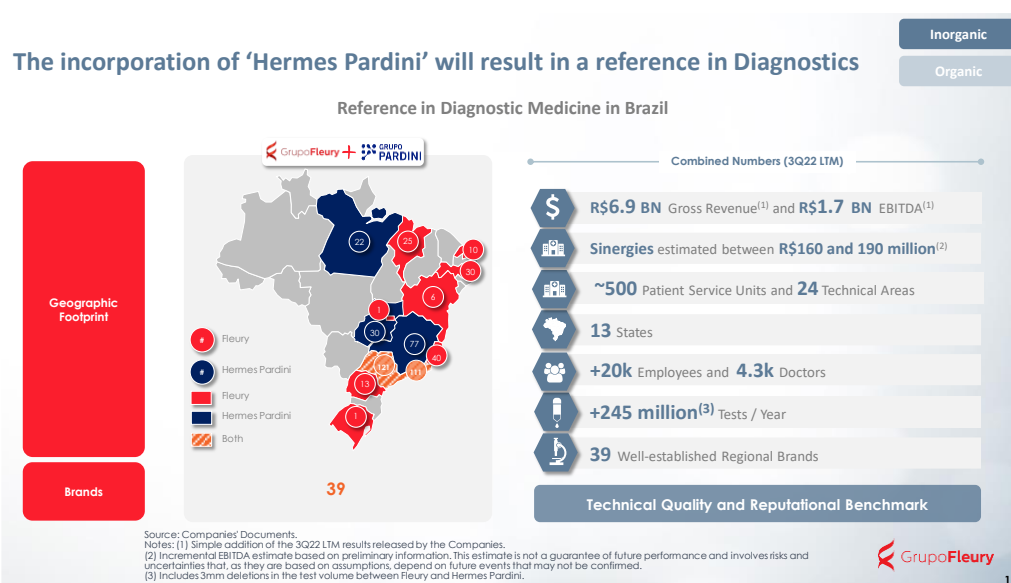 Inorganic
The incorporation of ‘Hermes Pardini’ will result in a reference in Diagnostics
Organic
Reference in Diagnostic Medicine in Brazil
GrupoFleury + GRUPO PARDINI
Geographic
Footprint
22
25
10
30
6
1
30
77
40
121
111
13
1
# Fleury
# Hermes Pardini
Fleury
Hermes Pardini
Both
Brands
39
Combined Numbers (3Q22 LTM)
$ R$6.9 BN Gross Revenue(1) and R$1.7 BN EBITDA(1)
Sinergies estimated between R$160 and 190 million(2)
~500 Patient Service Units and 24 Technical Areas
13 States
+20k Employees and 4.3k Doctors
+245 million(3) Tests / Year
39 Well-established Regional Brands
Technical Quality and Reputational Benchmark
Source: Companies' Documents.
Notes: (1) Simple addition of the 3Q22 LTM results released by the Companies.
(2) Incremental EBITDA estimate based on preliminary information. This estimate is not a guarantee of future performance and involves risks and
uncertainties that, as they are based on assumptions, depend on future events that may not be confirmed.
(3) Includes 3mm deletions in the test volume between Fleury and Hermes Pardini.
GrupoFleury
1